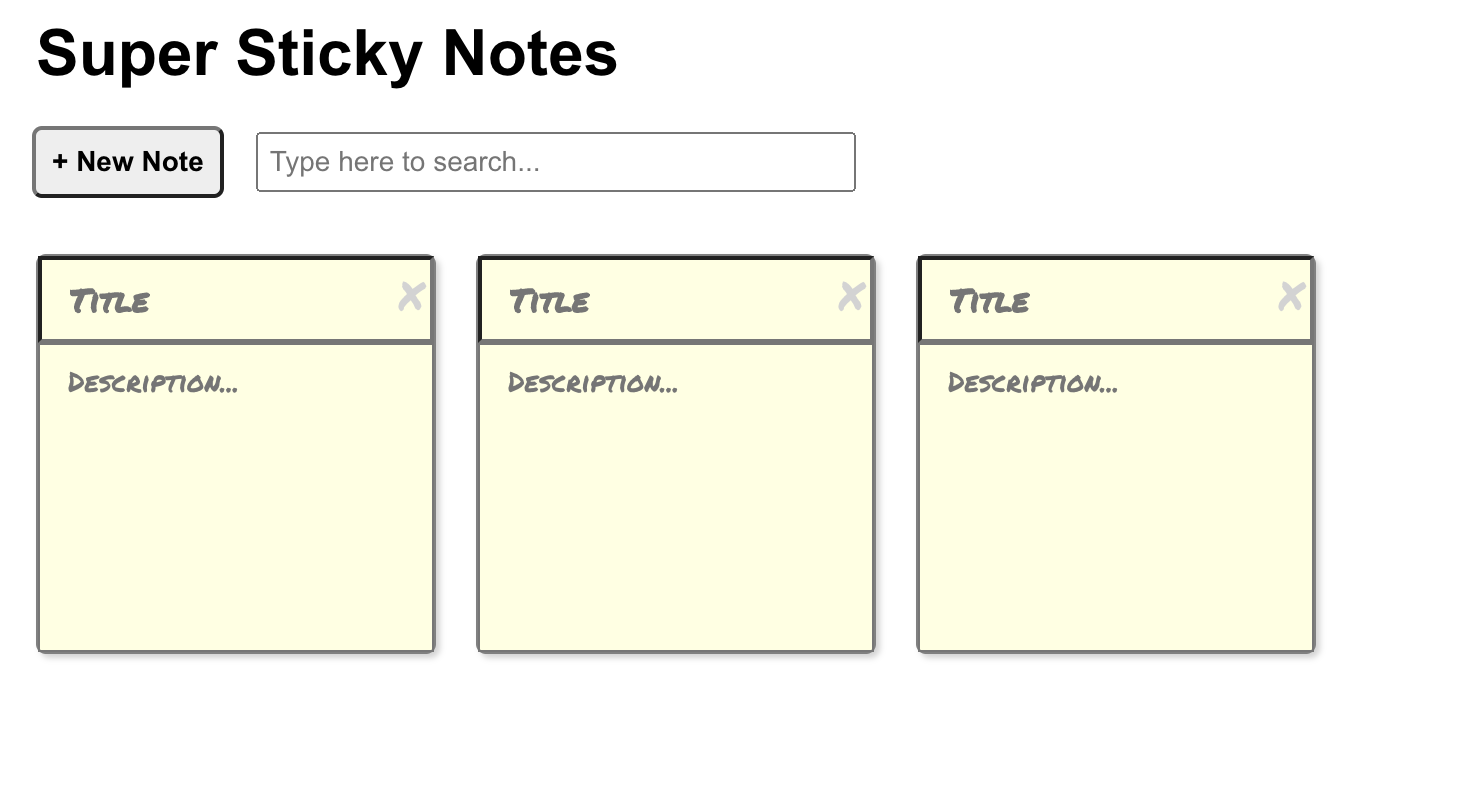 Super Sticky Notes
+ New Note
Type here to search...
Title Title Title
Description... Description... Description...